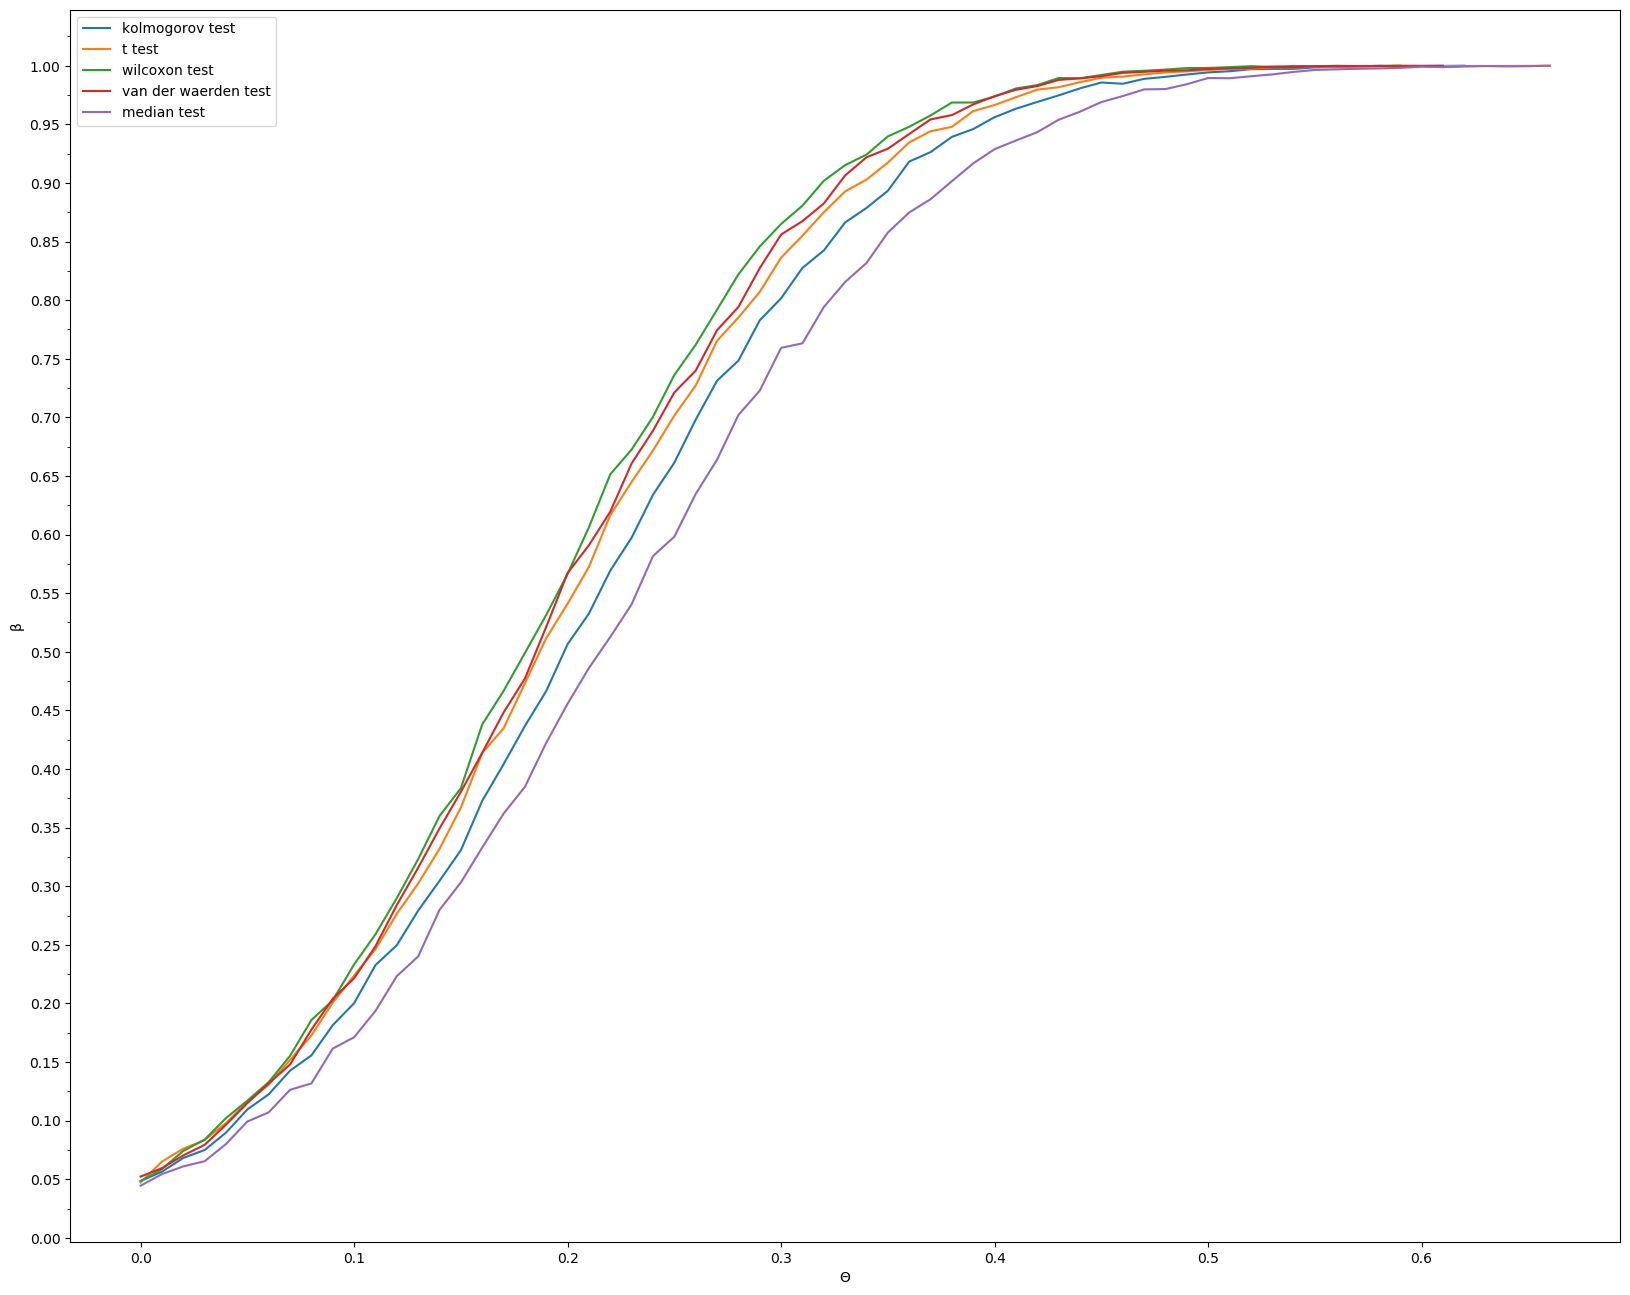 kolmogorov test
t test
wilcoxon test
van der waerden test
median test
1.00
0.95
0.90
0.85
0.80
0.75
0.70
0.65
0.60
0.55
0.50
0.45
0.40
0.35
0.30
0.25
0.20
0.15
0.10
0.05
0.00
β
0.0 0.1 0.2 0.3 0.4 0.5 0.6
Θ